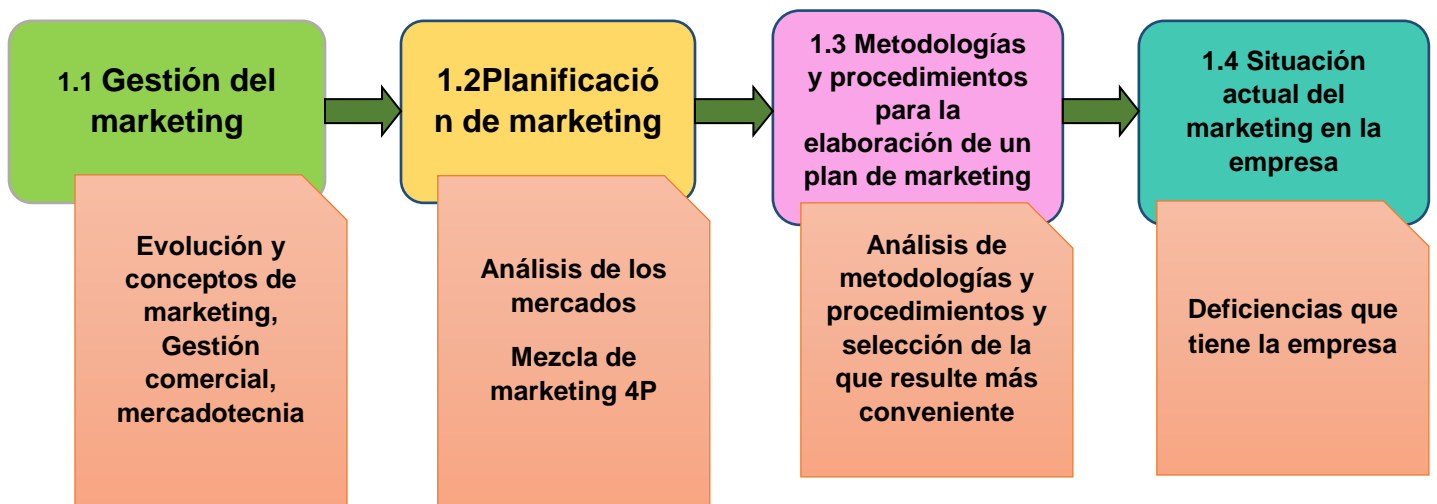 1.1 Gestión del
marketing
Evolución y
conceptos de
marketing,
Gestión
comercial,
mercadotecnia
1.2Planificació
n de marketing
Análisis de los
mercados
Mezcla de
marketing 4P
1.3 Metodologías
y procedimientos
para la
elaboración de un
plan de marketing
Análisis de
metodologías y
procedimientos y
selección de la
que resulte más
conveniente
1.4 Situación
actual del
marketing en la
empresa
Deficiencias que
tiene la empresa